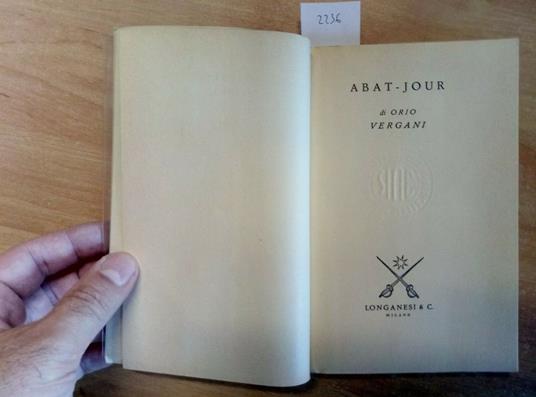 2236
ABAT-JOUR
di ORIO
VERGANI
LONGANESI & C.
MILANO